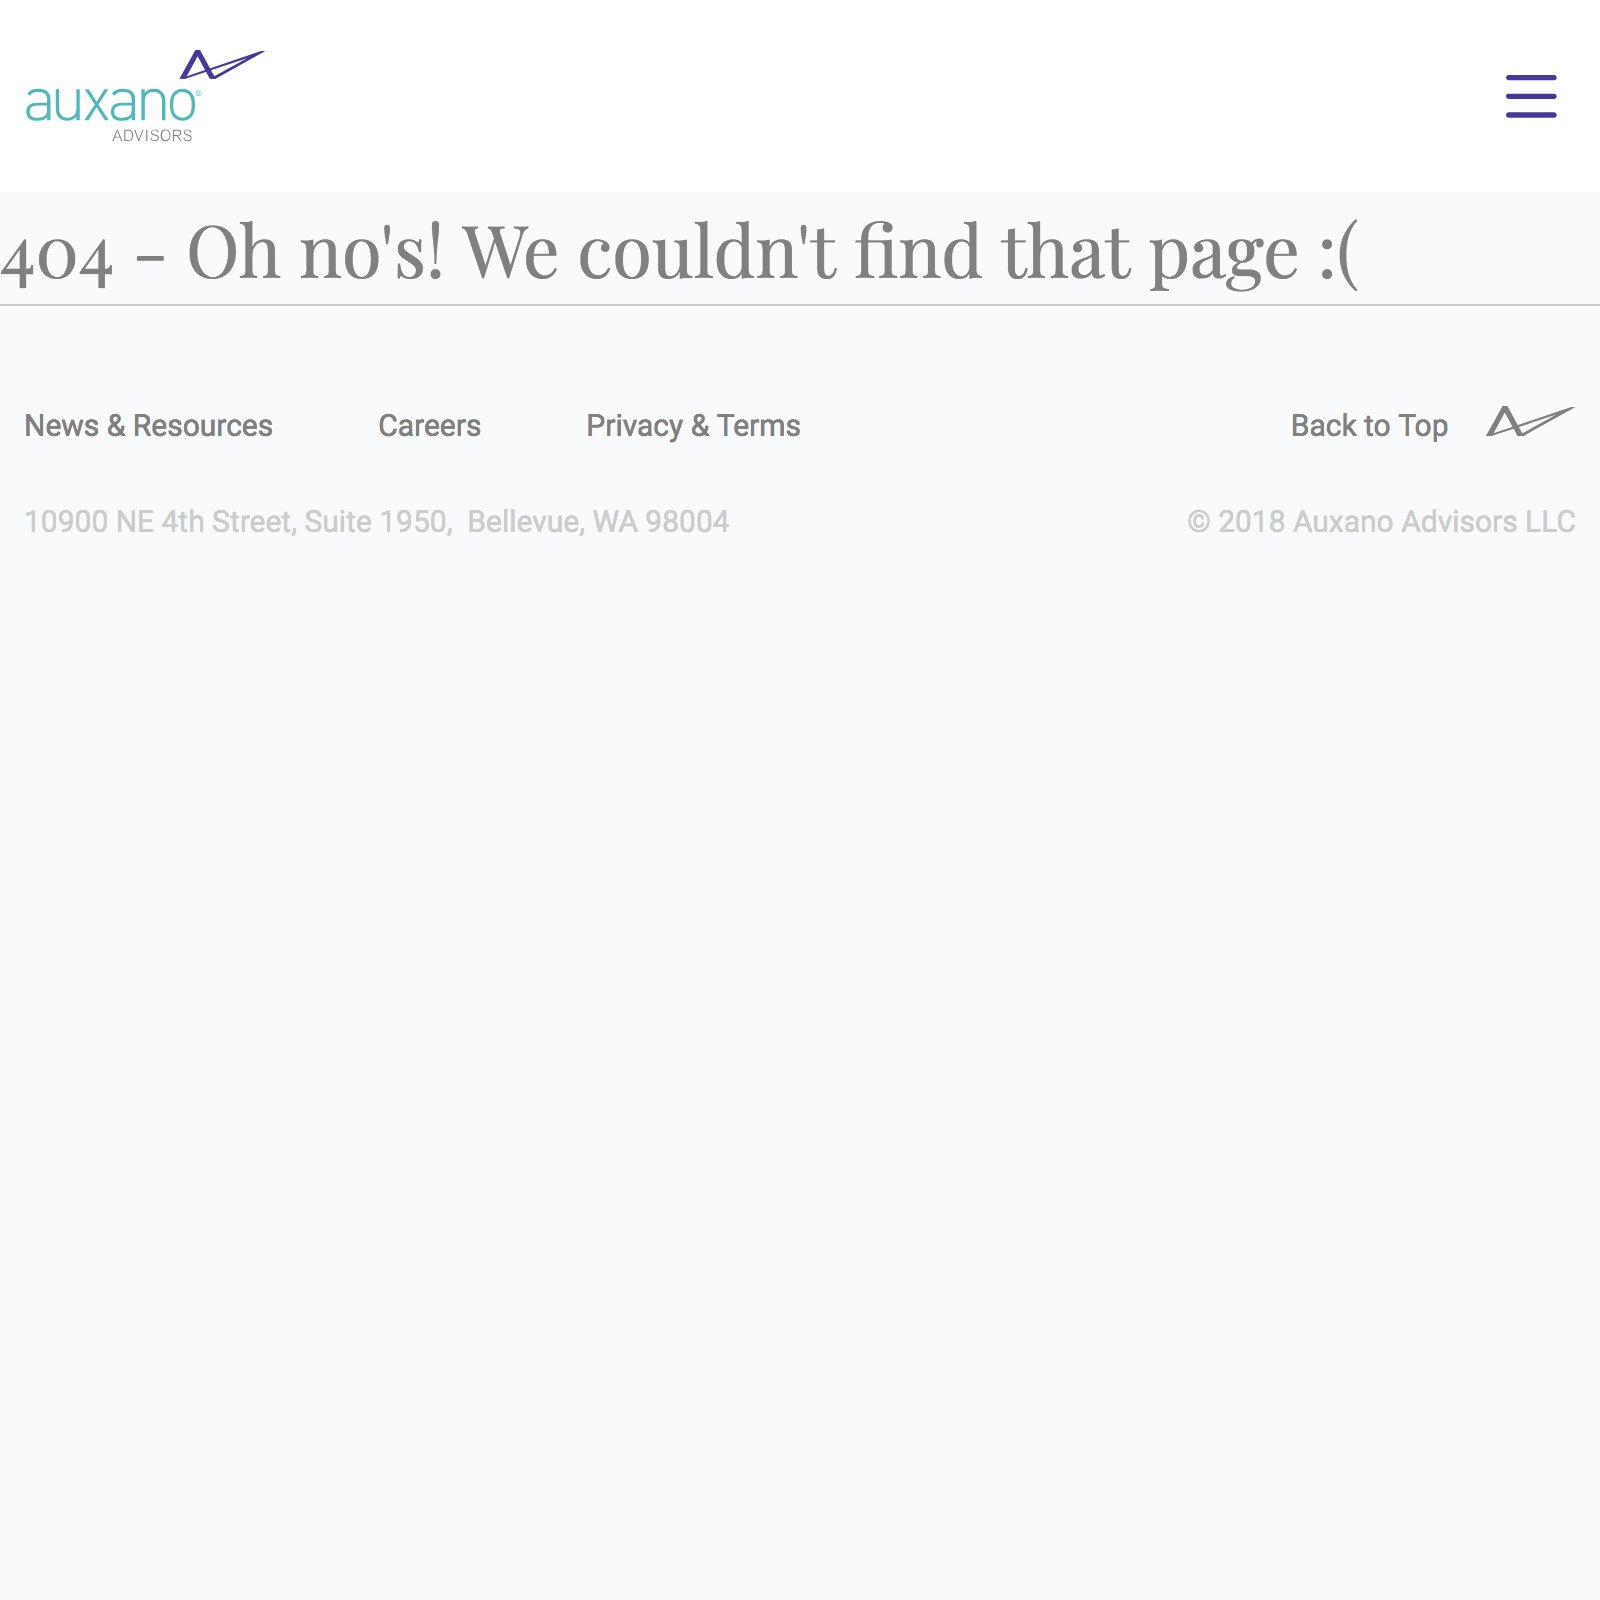 auxano®
ADVISORS
404 - Oh no's! We couldn't find that page :(
News & Resources Careers Privacy & Terms Back to Top
10900 NE 4th Street, Suite 1950, Bellevue, WA 98004 © 2018 Auxano Advisors LLC